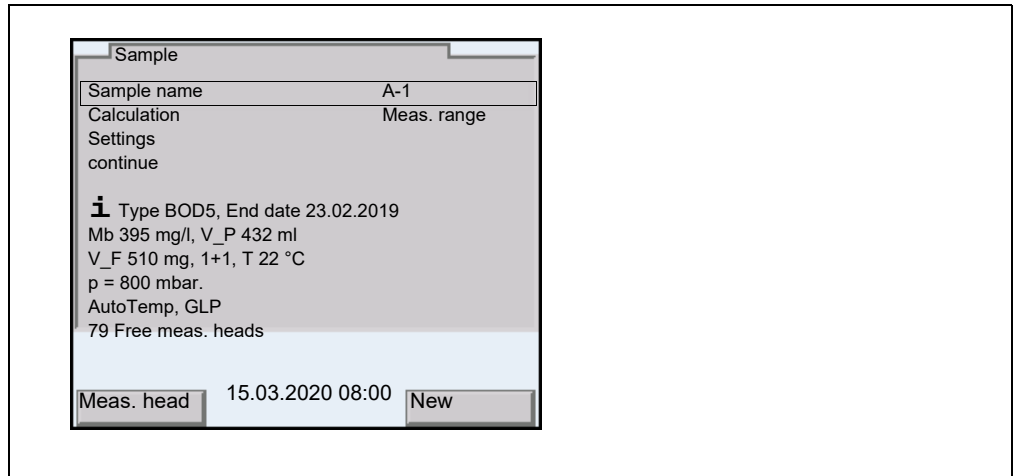 Sample
Sample name A-1
Calculation Meas. range
Settings
continue
i Type BOD5, End date 23.02.2019
Mb 395 mg/l, V_P 432 ml
V_F 510 mg, 1+1, T 22 °C
p = 800 mbar.
AutoTemp, GLP
79 Free meas. heads
Meas. head 15.03.2020 08:00 New